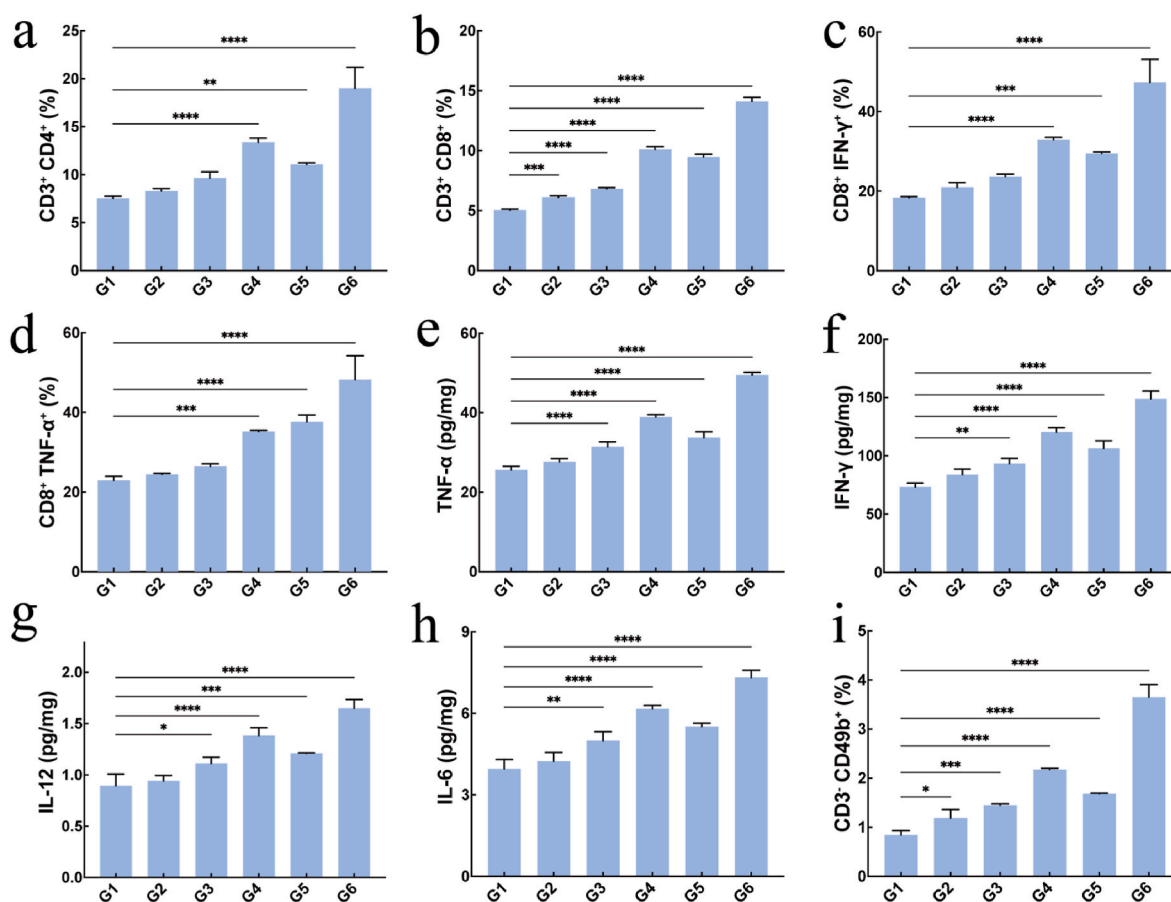 a
CD3⁺ CD4⁺ (%)
25
20
15
10
5
0
****
**
****
G1 G2 G3 G4 G5 G6
b
CD3⁺ CD8⁺ (%)
20
15
10
5
0
****
****
****
****
***
G1 G2 G3 G4 G5 G6
c
CD8⁺ IFN-γ⁺ (%)
60
40
20
0
****
***
****
G1 G2 G3 G4 G5 G6
d
CD8⁺ TNF-α⁺ (%)
60
40
20
0
****
****
***
G1 G2 G3 G4 G5 G6
e
TNF-α (pg/mg)
60
40
20
0
****
****
****
****
G1 G2 G3 G4 G5 G6
f
IFN-γ (pg/mg)
200
150
100
50
0
****
****
****
**
G1 G2 G3 G4 G5 G6
g
IL-12 (pg/mg)
2.0
1.5
1.0
0.5
0.0
****
***
****
*
G1 G2 G3 G4 G5 G6
h
IL-6 (pg/mg)
9
6
3
0
****
****
****
**
G1 G2 G3 G4 G5 G6
i
CD3⁻ CD49b⁺ (%)
5
4
3
2
1
0
****
****
****
***
*
G1 G2 G3 G4 G5 G6